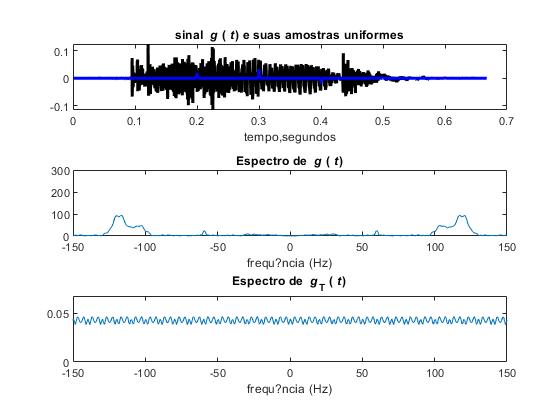 sinal g ( t) e suas amostras uniformes
0.1
0
-0.1
0 0.1 0.2 0.3 0.4 0.5 0.6 0.7
tempo,segundos
Espectro de g ( t)
300
200
100
0
-150 -100 -50 0 50 100 150
frequ?ncia (Hz)
Espectro de g_T ( t)
0.05
0
-150 -100 -50 0 50 100 150
frequ?ncia (Hz)